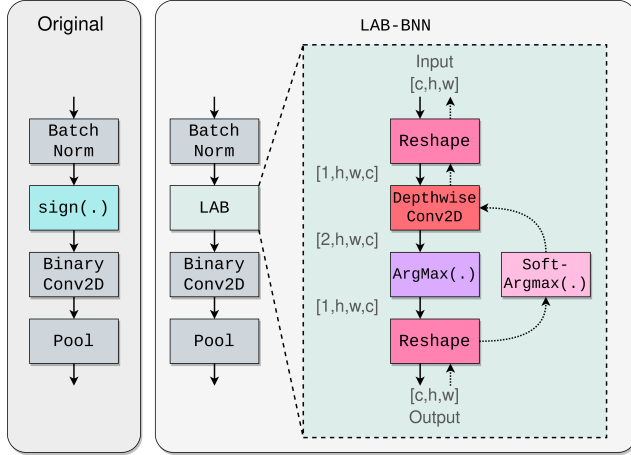 Original
Batch
Norm
sign(.)
Binary
Conv2D
Pool
LAB-BNN
Batch
Norm
LAB
Binary
Conv2D
Pool
Input
[c,h,w]
Reshape
[1,h,w,c]
Depthwise
Conv2D
[2,h,w,c]
ArgMax(.)
Soft-
Argmax(.)
[1,h,w,c]
Reshape
[c,h,w]
Output